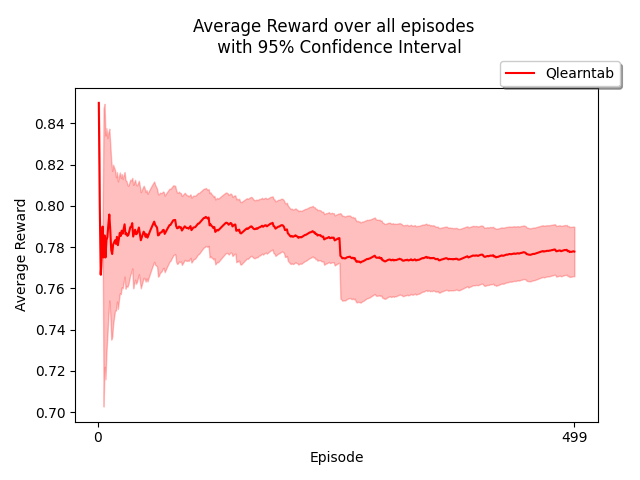 Average Reward over all episodes
with 95% Confidence Interval
Qlearntab
0.84
0.82
0.80
0.78
0.76
0.74
0.72
0.70
Average Reward
0
499
Episode